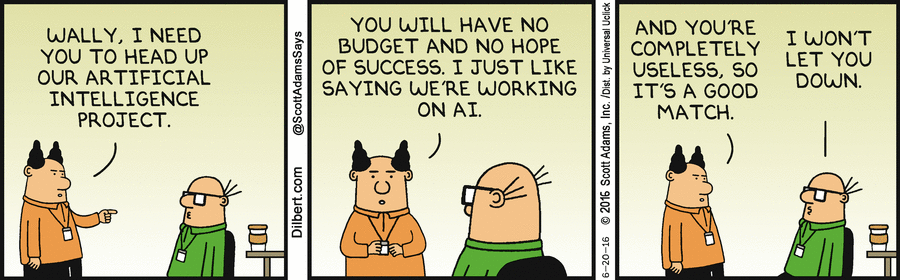 WALLY, I NEED
YOU TO HEAD UP
OUR ARTIFICIAL
INTELLIGENCE
PROJECT.
Dilbert.com @ScottAdamsSays
YOU WILL HAVE NO
BUDGET AND NO HOPE
OF SUCCESS. I JUST LIKE
SAYING WE'RE WORKING
ON AI.
6-20-16 © 2016 Scott Adams, Inc. /Dist. by Universal Uclick
AND YOU'RE
COMPLETELY
USELESS, SO
IT'S A GOOD
MATCH.
I WON'T
LET YOU
DOWN.